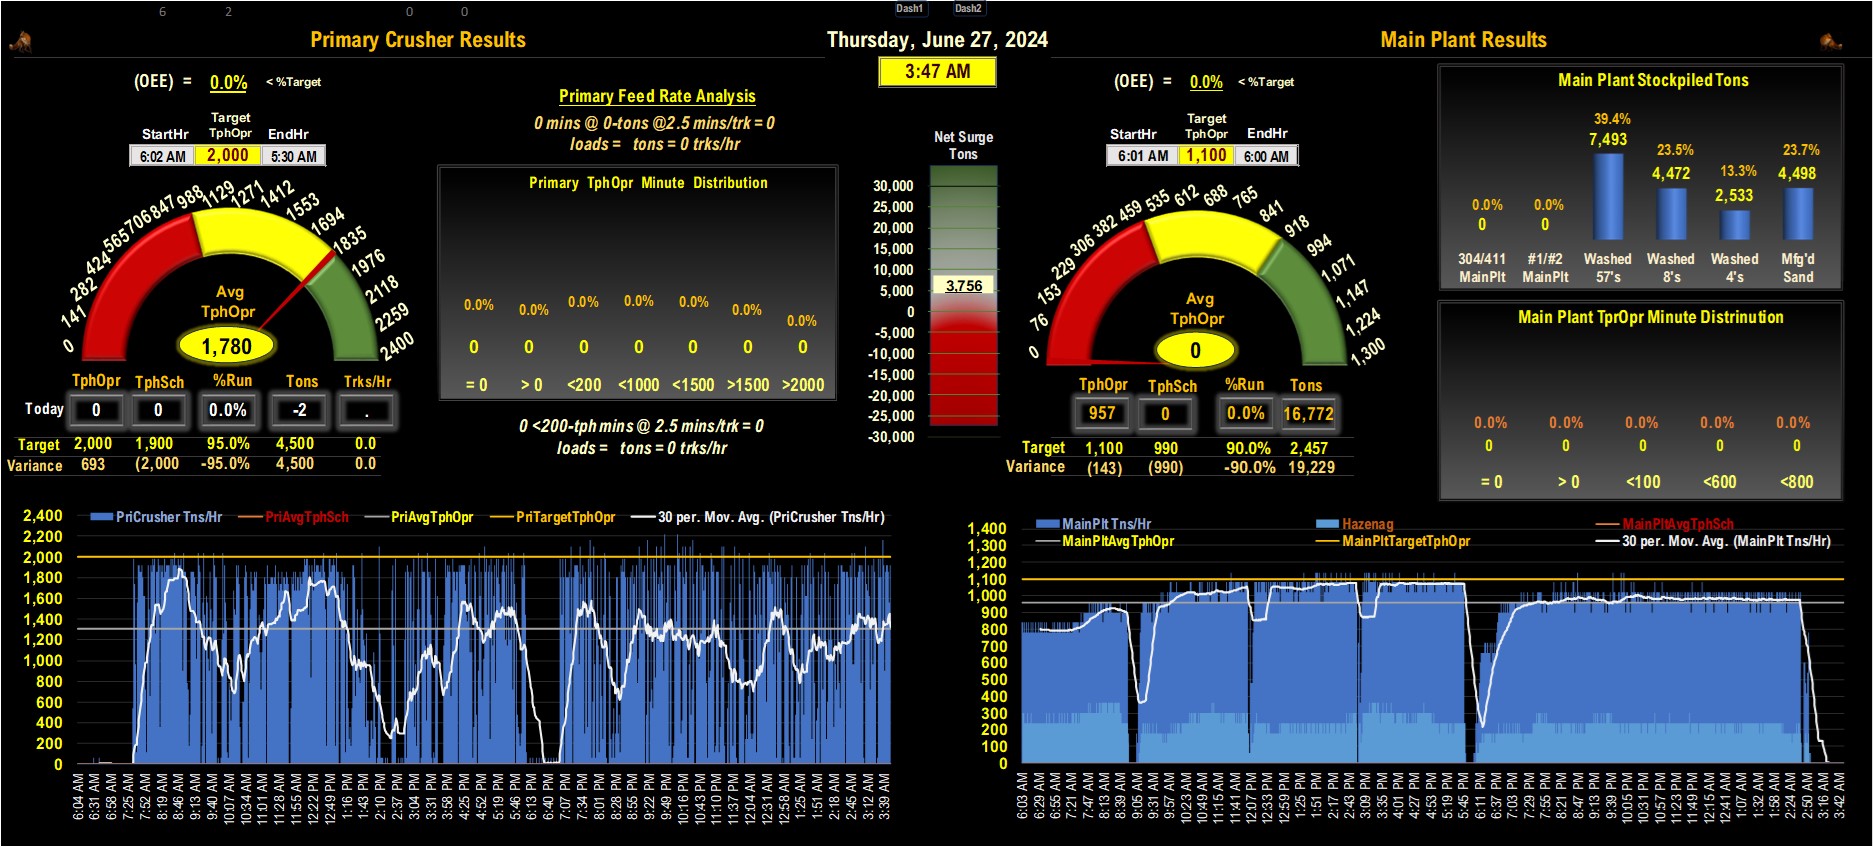 6 2 0 0 Dash1 Dash2
Primary Crusher Results
Thursday, June 27, 2024
Main Plant Results
3:47 AM
(OEE) = 0.0% < %Target
Target
StartHr TphOpr EndHr
6:02 AM 2,000 5:30 AM
0 141 282 424 565 706 847 988 1129 1271 1412 1553 1694 1835 1976 2118 2259 2400
Avg
TphOpr
1,780
TphOpr TphSch %Run Tons Trks/Hr
Today 0 0 0.0% -2 .
Target 2,000 1,900 95.0% 4,500 0.0
Variance 693 (2,000 -95.0% 4,500 0.0
Primary Feed Rate Analysis
0 mins @ 0-tons @2.5 mins/trk = 0
loads = tons = 0 trks/hr
Primary TphOpr Minute Distribution
0.0% 0.0% 0.0% 0.0% 0.0% 0.0% 0.0%
0 0 0 0 0 0 0
= 0 > 0 <200 <1000 <1500 >1500 >2000
0 <200-tph mins @ 2.5 mins/trk = 0
loads = tons = 0 trks/hr
Net Surge
Tons
30,000
25,000
20,000
15,000
10,000
5,000
0
-5,000
-10,000
-15,000
-20,000
-25,000
-30,000
3,756
(OEE) = 0.0% < %Target
Target
StartHr TphOpr EndHr
6:01 AM 1,100 6:00 AM
0 76 153 229 306 382 459 535 612 688 765 841 918 994 1,071 1,147 1,224 1,300
Avg
TphOpr
0
TphOpr TphSch %Run Tons
957 0 0.0% 16,772
Target 1,100 990 90.0% 2,457
Variance (143) (990) -90.0% 19,229
Main Plant Stockpiled Tons
0.0% 0.0% 39.4% 23.5% 13.3% 23.7%
0 0 7,493 4,472 2,533 4,498
304/411 #1/#2 Washed Washed Washed Mfg'd
MainPlt MainPlt 57's 8's 4's Sand
Main Plant TprOpr Minute Distrinution
0.0% 0.0% 0.0% 0.0% 0.0%
0 0 0 0 0
= 0 > 0 <100 <600 <800
PriCrusher Tns/Hr PriAvgTphSch PriAvgTphOpr PriTargetTphOpr 30 per. Mov. Avg. (PriCrusher Tns/Hr)
2,400
2,200
2,000
1,800
1,600
1,400
1,200
1,000
800
600
400
200
0
6:04 AM 6:31 AM 6:58 AM 7:25 AM 7:52 AM 8:19 AM 8:46 AM 9:13 AM 9:40 AM 10:07 AM 10:34 AM 11:01 AM 11:28 AM 11:55 AM 12:22 PM 12:49 PM 1:16 PM 1:43 PM 2:10 PM 2:37 PM 3:04 PM 3:31 PM 3:58 PM 4:25 PM 4:52 PM 5:19 PM 5:46 PM 6:13 PM 6:40 PM 7:07 PM 7:34 PM 8:01 PM 8:28 PM 8:55 PM 9:22 PM 9:49 PM 10:16 PM 10:43 PM 11:10 PM 11:37 PM 12:04 AM 12:31 AM 12:58 AM 1:25 AM 1:51 AM 2:18 AM 2:45 AM 3:12 AM 3:39 AM
MainPlt Tns/Hr Hazenag MainPltAvgTphSch
MainPltAvgTphOpr MainPltTargetTphOpr 30 per. Mov. Avg. (MainPlt Tns/Hr)
1,400
1,300
1,200
1,100
1,000
900
800
700
600
500
400
300
200
100
0
6:03 AM 6:29 AM 6:55 AM 7:21 AM 7:47 AM 8:13 AM 8:39 AM 9:05 AM 9:31 AM 9:57 AM 10:23 AM 10:49 AM 11:15 AM 11:41 AM 12:07 PM 12:33 PM 12:59 PM 1:25 PM 1:51 PM 2:17 PM 2:43 PM 3:09 PM 3:35 PM 4:01 PM 4:27 PM 4:53 PM 5:19 PM 5:45 PM 6:11 PM 6:37 PM 7:03 PM 7:29 PM 7:55 PM 8:21 PM 8:47 PM 9:13 PM 9:39 PM 10:05 PM 10:31 PM 10:57 PM 11:23 PM 11:49 PM 12:15 AM 12:41 AM 1:07 AM 1:32 AM 1:58 AM 2:24 AM 2:50 AM 3:16 AM 3:42 AM